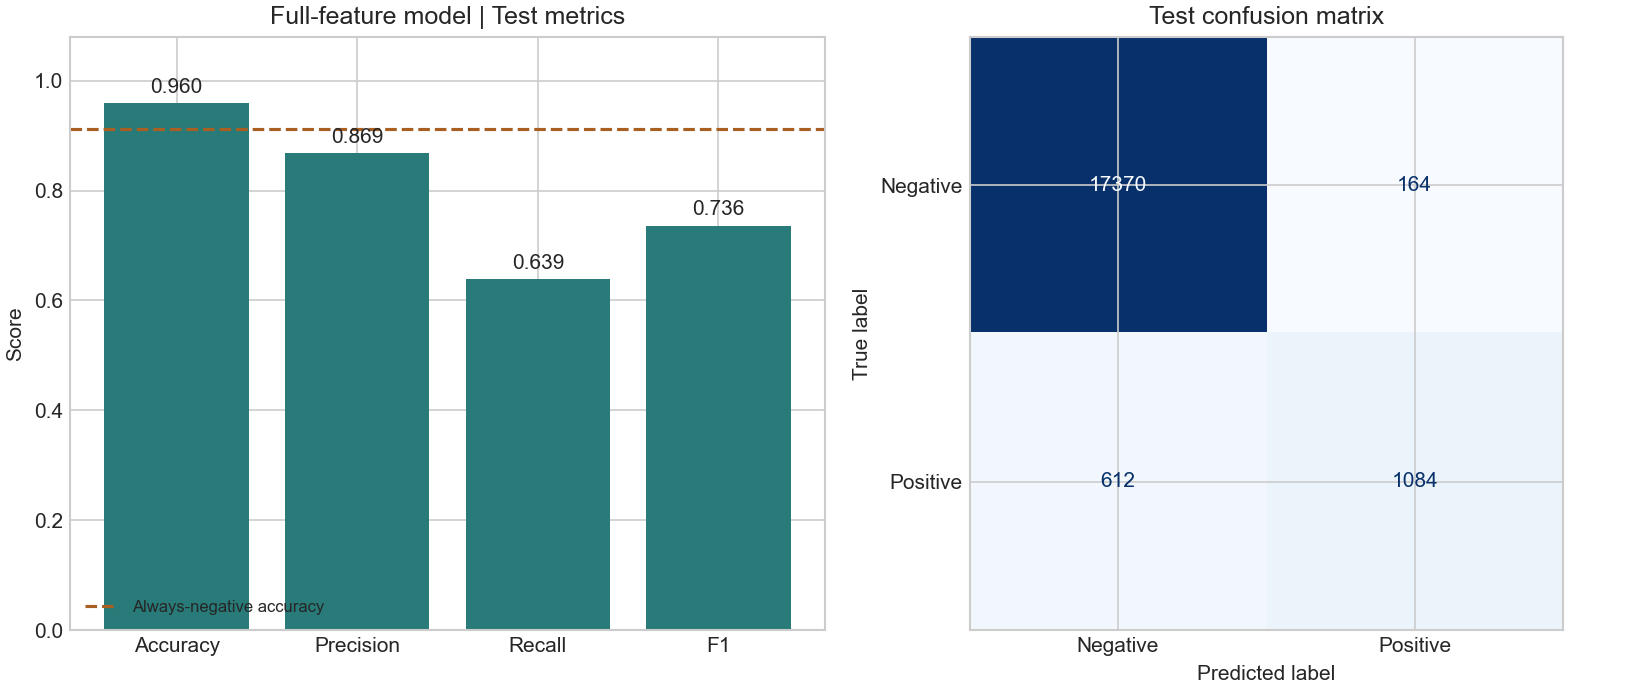 Full-feature model | Test metrics
1.0
0.8
0.6
0.4
0.2
0.0
Score
0.960
0.869
0.639
0.736
Always-negative accuracy
Accuracy
Precision
Recall
F1
Test confusion matrix
True label
Negative
17370
164
Positive
612
1084
Negative
Positive
Predicted label